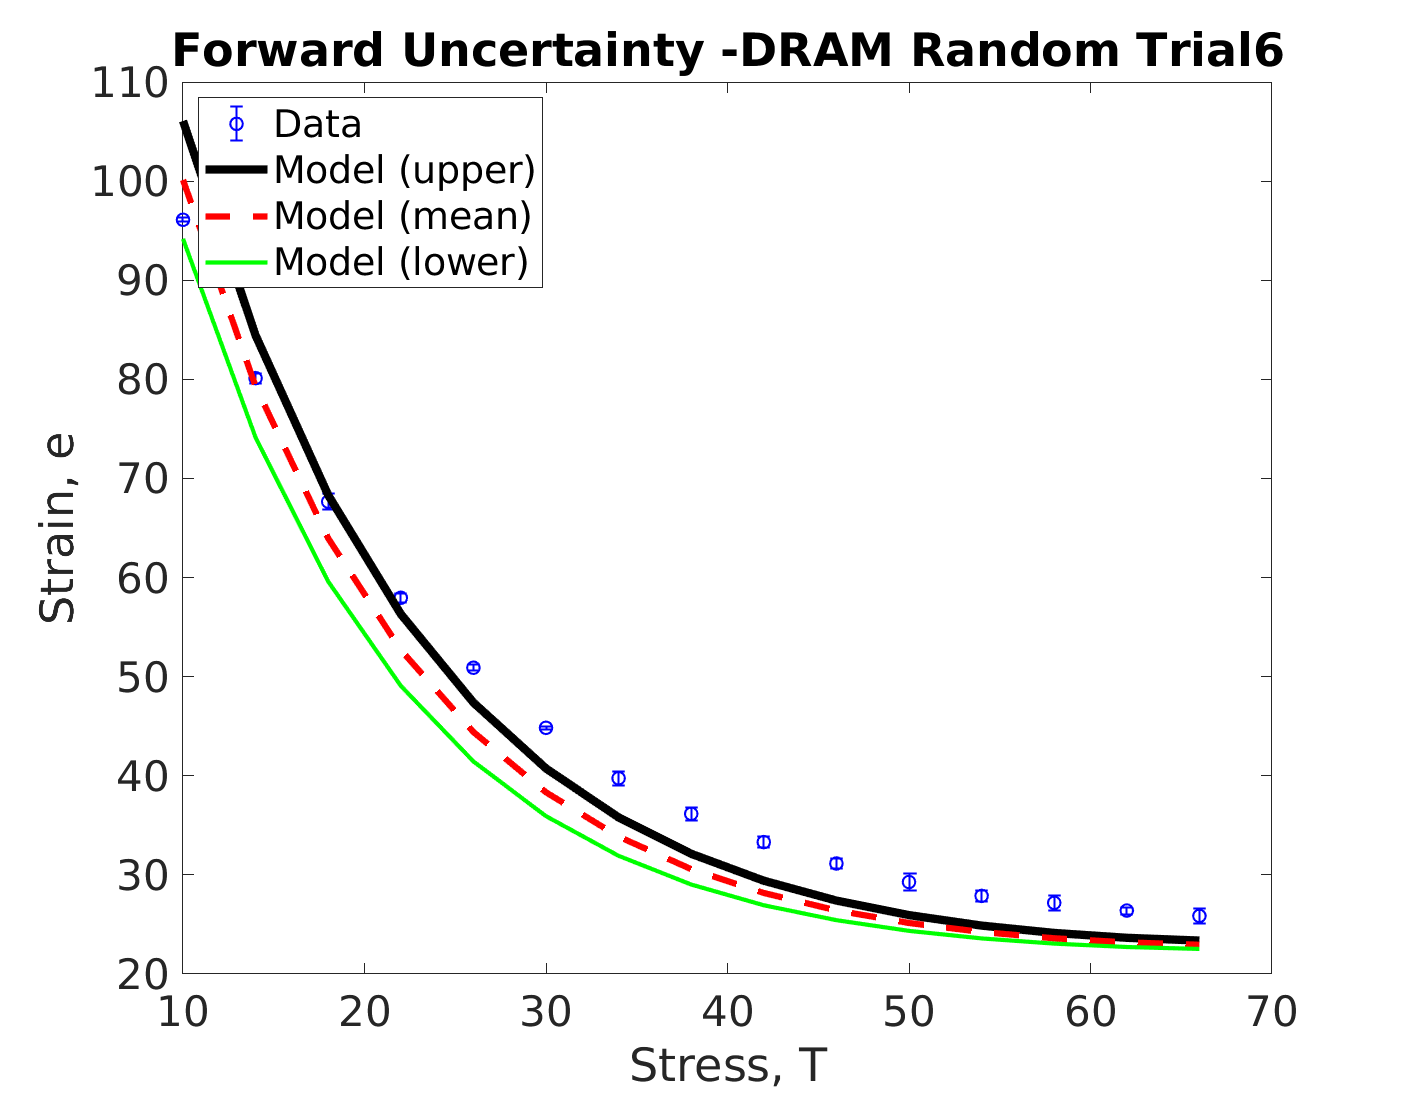 Forward Uncertainty -DRAM Random Trial6
110
100
90
80
70
60
50
40
30
20
Strain, e
Data
Model (upper)
Model (mean)
Model (lower)
10 20 30 40 50 60 70
Stress, T